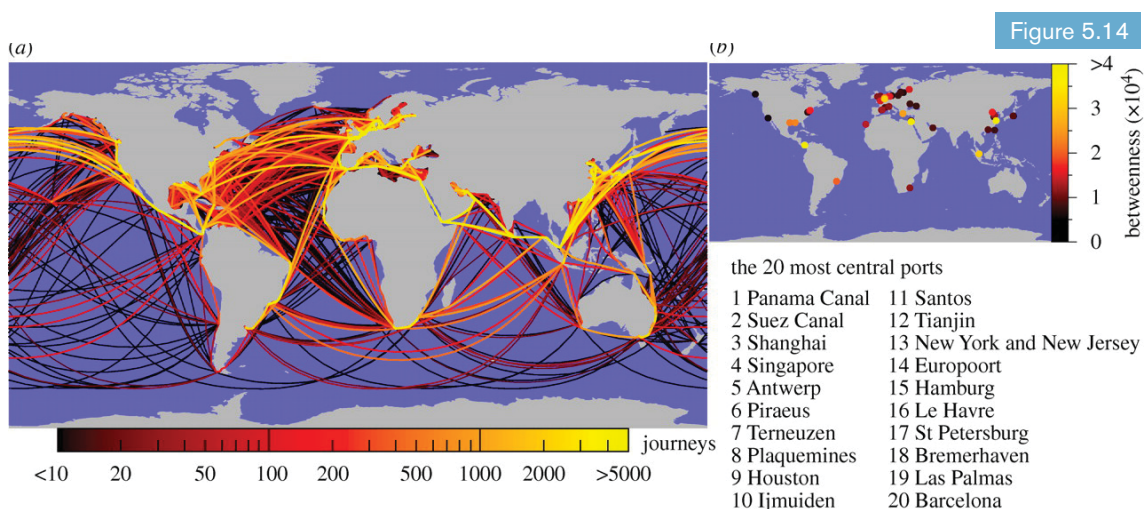 Figure 5.14
(a)
(b)
>4
3
2
1
0
betweenness (×10⁴)
journeys
<10 20 50 100 200 500 1000 2000 >5000
the 20 most central ports
1 Panama Canal
2 Suez Canal
3 Shanghai
4 Singapore
5 Antwerp
6 Piraeus
7 Terneuzen
8 Plaquemines
9 Houston
10 Ijmuiden
11 Santos
12 Tianjin
13 New York and New Jersey
14 Europoort
15 Hamburg
16 Le Havre
17 St Petersburg
18 Bremerhaven
19 Las Palmas
20 Barcelona